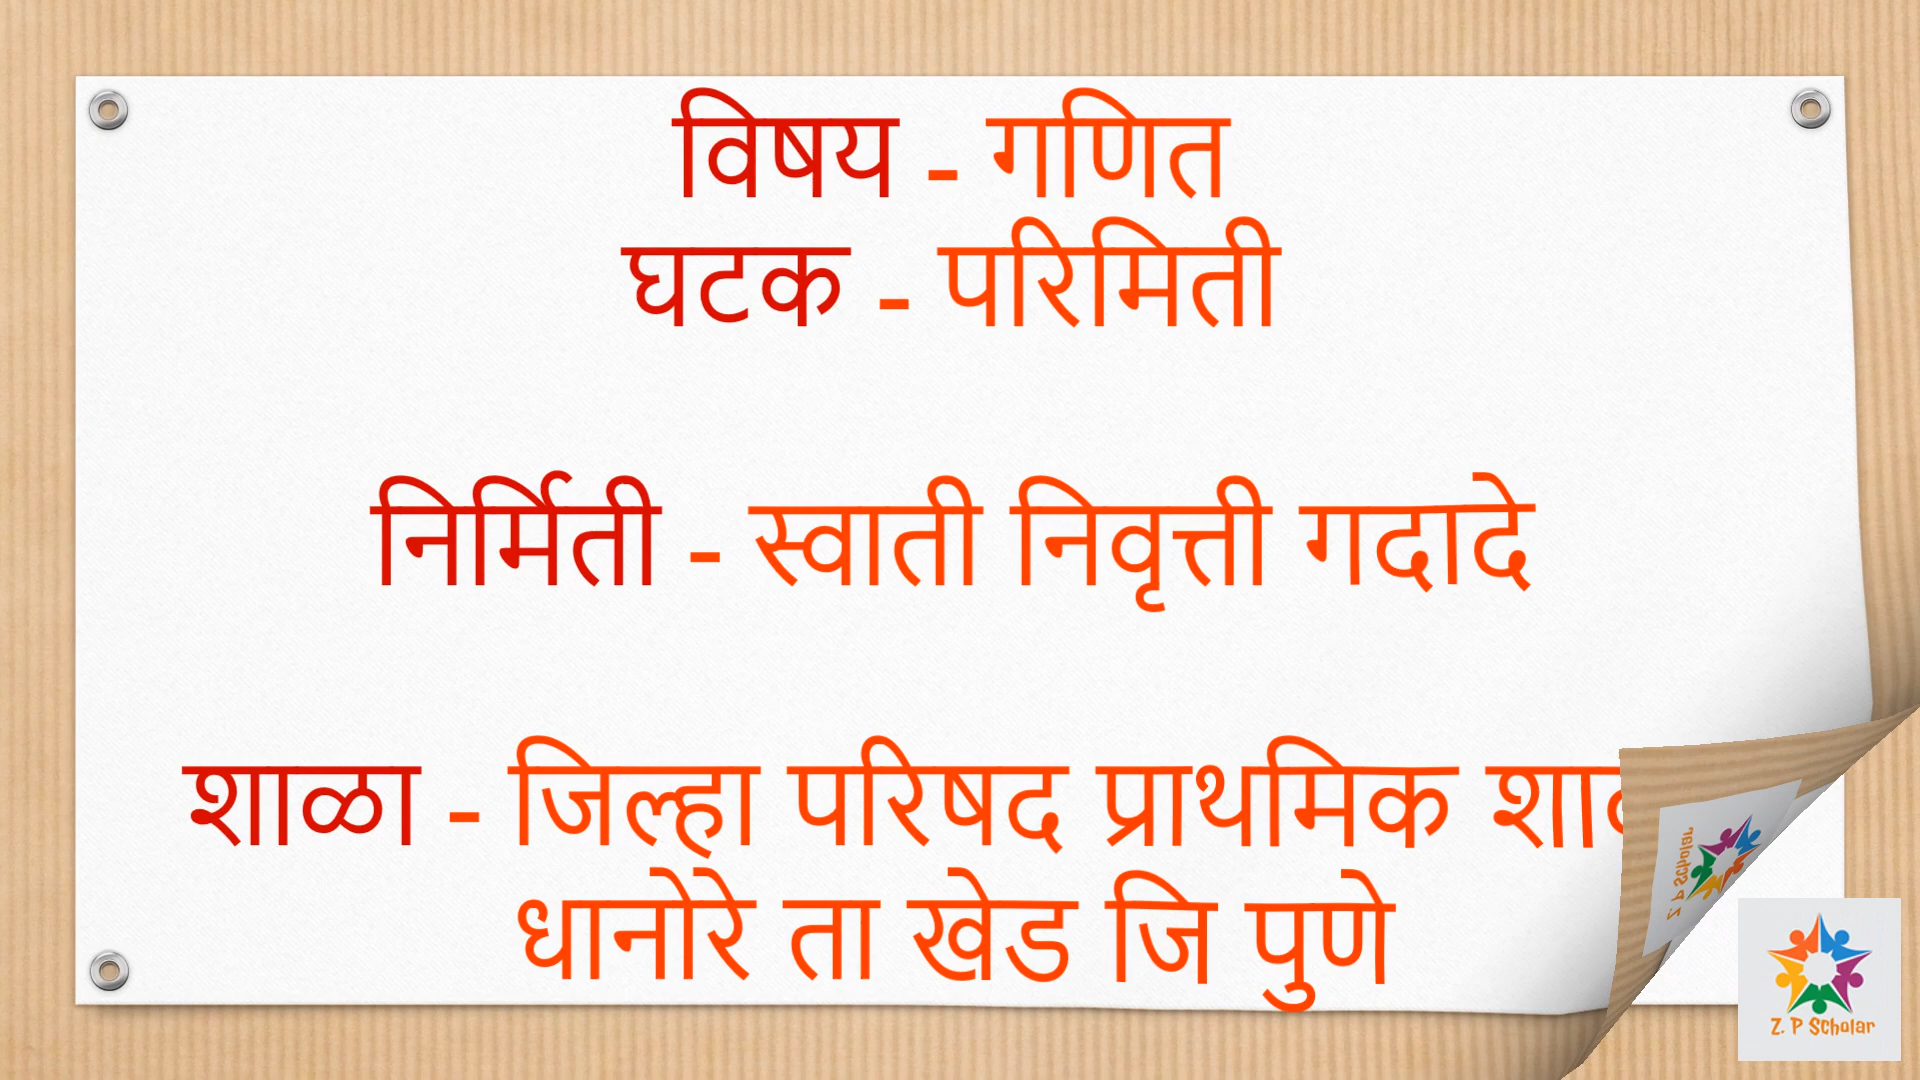 विषय - गणित
घटक - परिमिती
निर्मिती - स्वाती निवृत्ती गदादे
शाळा - जिल्हा परिषद प्राथमिक
धानोरे ता खेड जि पुणे
Z. P Scholar